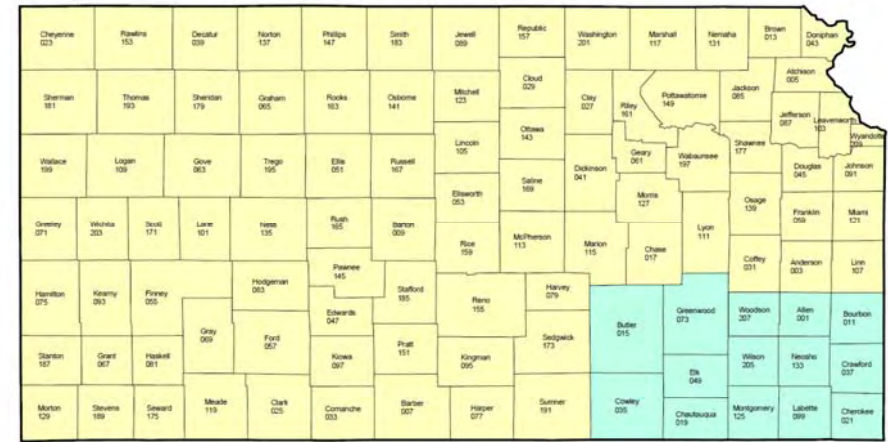 Cheyenne
023
Rawlins
153
Decatur
039
Norton
137
Phillips
147
Smith
183
Jewell
089
Republic
157
Washington
201
Marshall
117
Nemaha
131
Brown
013
Doniphan
043
Atchison
005
Sherman
181
Thomas
193
Sheridan
179
Graham
065
Rooks
163
Osborne
141
Mitchell
123
Cloud
029
Clay
027
Riley
161
Pottawatomie
149
Jackson
085
Jefferson
087
Leavenworth
103
Wyandotte
209
Wallace
199
Logan
109
Gove
063
Trego
195
Ellis
051
Russell
167
Lincoln
105
Ottawa
143
Dickinson
041
Geary
061
Wabaunsee
197
Shawnee
177
Douglas
045
Johnson
091
Ellsworth
053
Saline
169
Morris
127
Osage
139
Franklin
059
Miami
121
Greeley
071
Wichita
203
Scott
171
Lane
101
Ness
135
Rush
165
Barton
009
Rice
159
McPherson
113
Marion
115
Chase
017
Lyon
111
Coffey
031
Anderson
003
Linn
107
Hamilton
075
Kearny
093
Finney
055
Hodgeman
083
Pawnee
145
Stafford
185
Reno
155
Harvey
079
Gray
069
Ford
057
Edwards
047
Butler
015
Greenwood
073
Woodson
207
Allen
001
Bourbon
011
Stanton
187
Grant
067
Haskell
081
Kiowa
097
Pratt
151
Kingman
095
Sedgwick
173
Elk
049
Wilson
205
Neosho
133
Crawford
037
Morton
129
Stevens
189
Seward
175
Meade
119
Clark
025
Comanche
033
Barber
007
Harper
077
Sumner
191
Cowley
035
Chautauqua
019
Montgomery
125
Labette
099
Cherokee
021